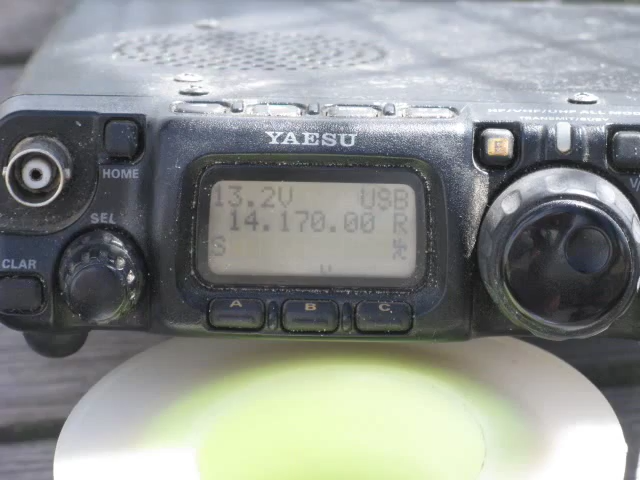 HOME
YAESU
SEL
CLAR
13.2V USB
14.170.00 R
S
A B C
F